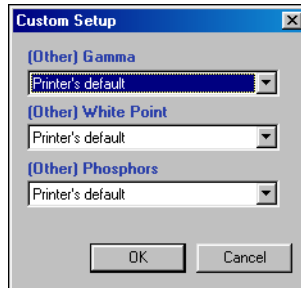 Custom Setup
(Other) Gamma
Printer's default
(Other) White Point
Printer's default
(Other) Phosphors
Printer's default
OK Cancel